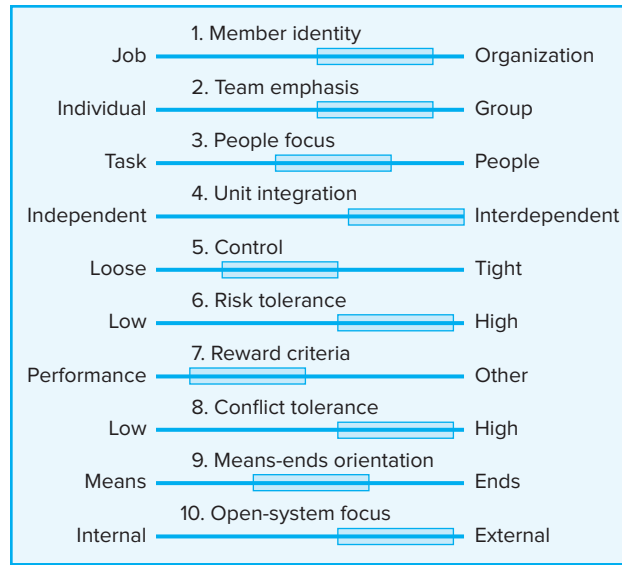 1. Member identity
Job Organization
2. Team emphasis
Individual Group
3. People focus
Task People
4. Unit integration
Independent Interdependent
5. Control
Loose Tight
6. Risk tolerance
Low High
7. Reward criteria
Performance Other
8. Conflict tolerance
Low High
9. Means-ends orientation
Means Ends
10. Open-system focus
Internal External